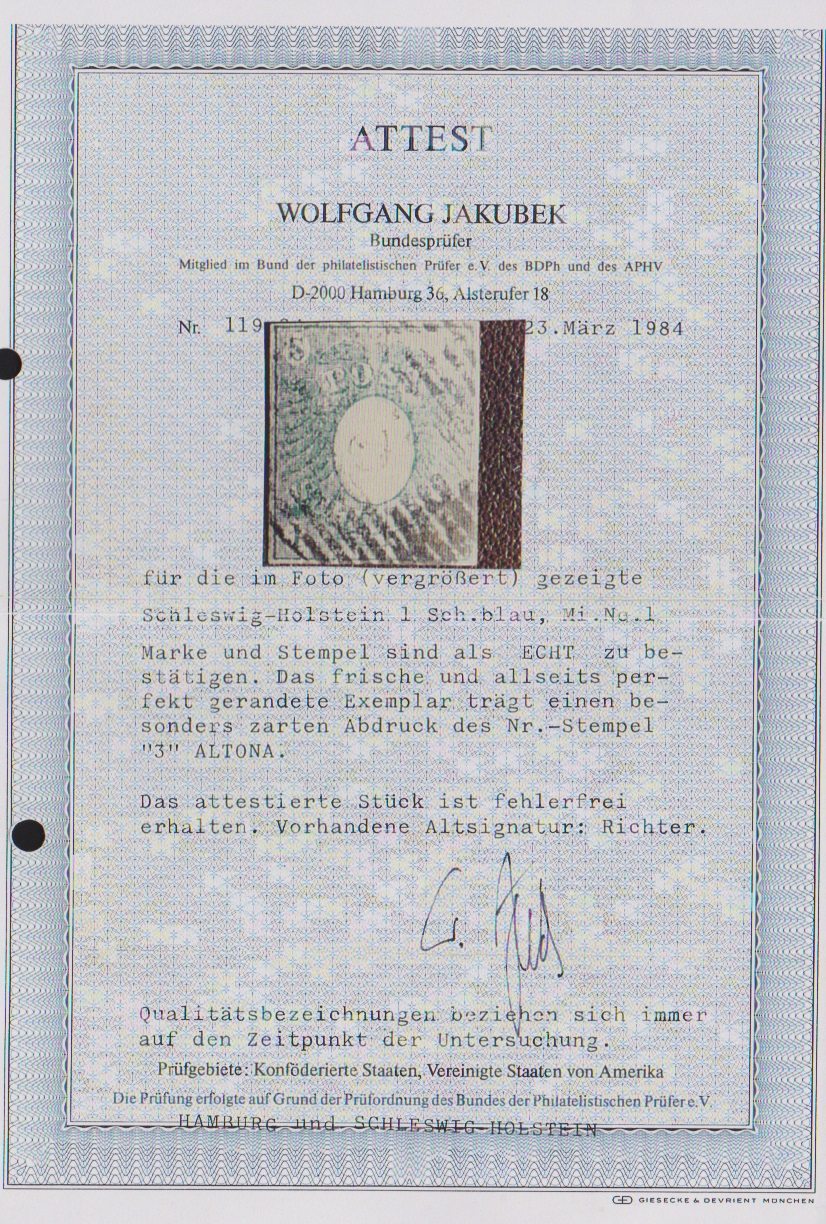 ATTEST
WOLFGANG JAKUBEK
Bundesprüfer
Mitglied im Bund der philatelistischen Prüfer e.V. des BDPh und des APHV
D-2000 Hamburg 36, Alsterufer 18
Nr. 119 23.März 1984
S
POST
für die im Foto (vergrößert) gezeigte
Schleswig-Holstein 1 Sch.blau, Mi.No.1
Marke und Stempel sind als ECHT zu be-
stätigen. Das frische und allseits per-
fekt gerandete Exemplar trägt einen be-
sonders zarten Abdruck des Nr.-Stempel
"3" ALTONA.
Das attestierte Stück ist fehlerfrei
erhalten. Vorhandene Altsignatur: Richter.
Qualitätsbezeichnungen beziehen sich immer
auf den Zeitpunkt der Untersuchung.
Prüfgebiete: Konföderierte Staaten, Vereinigte Staaten von Amerika
Die Prüfung erfolgte auf Grund der Prüfordnung des Bundes der Philatelistischen Prüfer e.V.
HAMBURG und SCHLESWIG-HOLSTEIN
GIESECKE & DEVRIENT MÜNCHEN